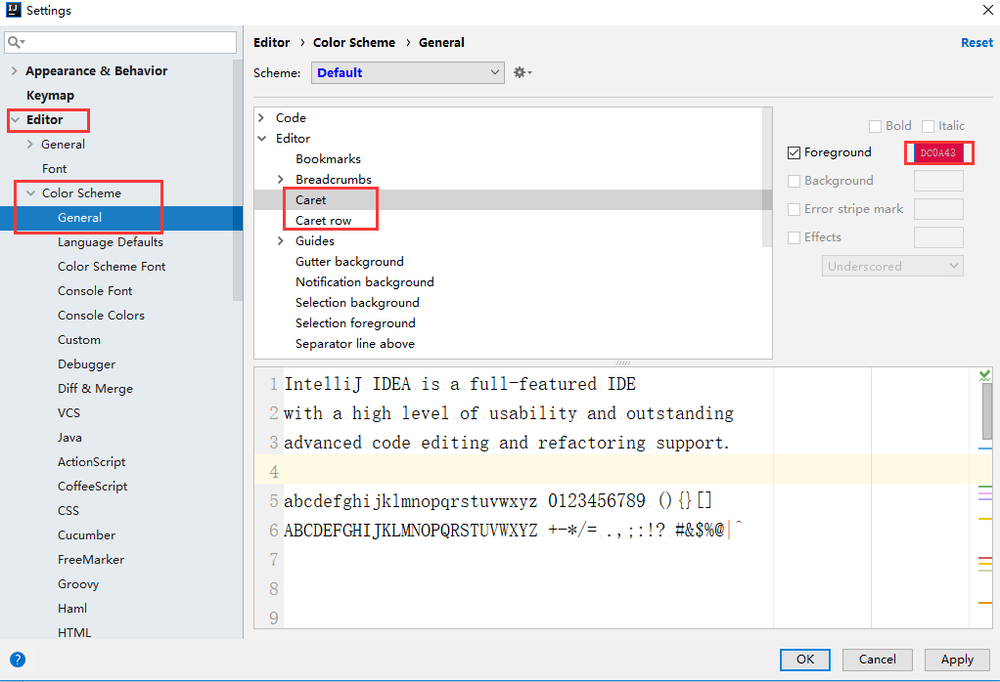 IJ Settings
Editor › Color Scheme › General Reset
Scheme: Default
Appearance & Behavior
Keymap
Editor
General
Font
Color Scheme
General
Language Defaults
Color Scheme Font
Console Font
Console Colors
Custom
Debugger
Diff & Merge
VCS
Java
ActionScript
CoffeeScript
CSS
Cucumber
FreeMarker
Groovy
Haml
HTML
Code
Editor
Bookmarks
Breadcrumbs
Caret
Caret row
Guides
Gutter background
Notification background
Selection background
Selection foreground
Separator line above
Bold Italic
Foreground DC0A43
Background
Error stripe mark
Effects
Underscored
1 IntelliJ IDEA is a full-featured IDE
2 with a high level of usability and outstanding
3 advanced code editing and refactoring support.
4
5 abcdefghijklmnopqrstuvwxyz 0123456789 (){}[]
6 ABCDEFGHIJKLMNOPQRSTUVWXYZ +-*/= .,;:!? #&$%@|^
7
8
9
? OK Cancel Apply